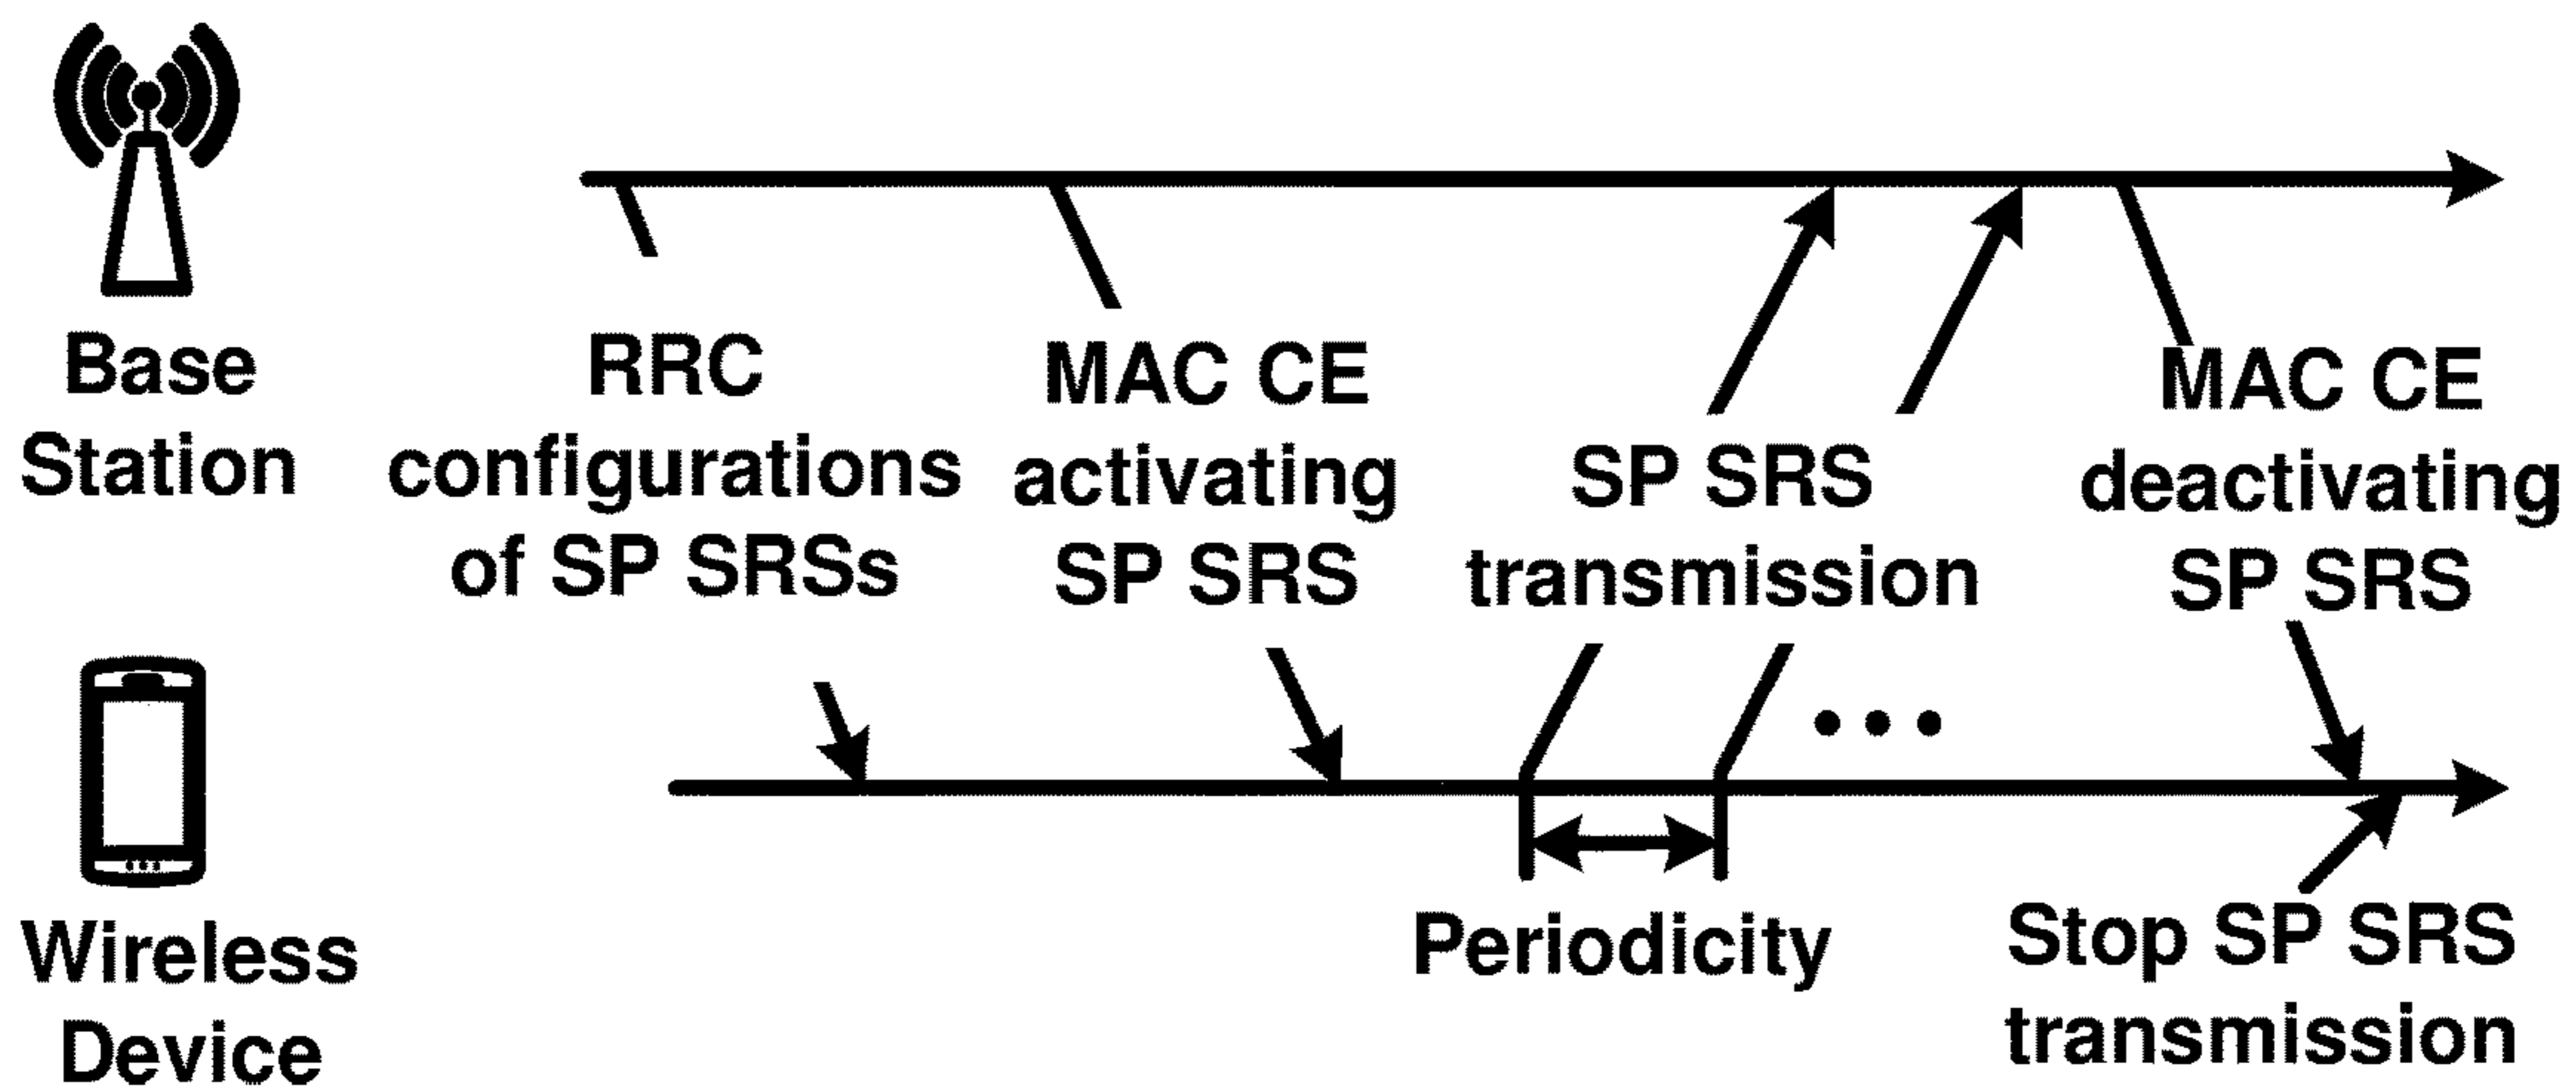 Base
Station
RRC
configurations
of SP SRSs
MAC CE
activating
SP SRS
SP SRS
transmission
MAC CE
deactivating
SP SRS
Wireless
Device
Periodicity
Stop SP SRS
transmission